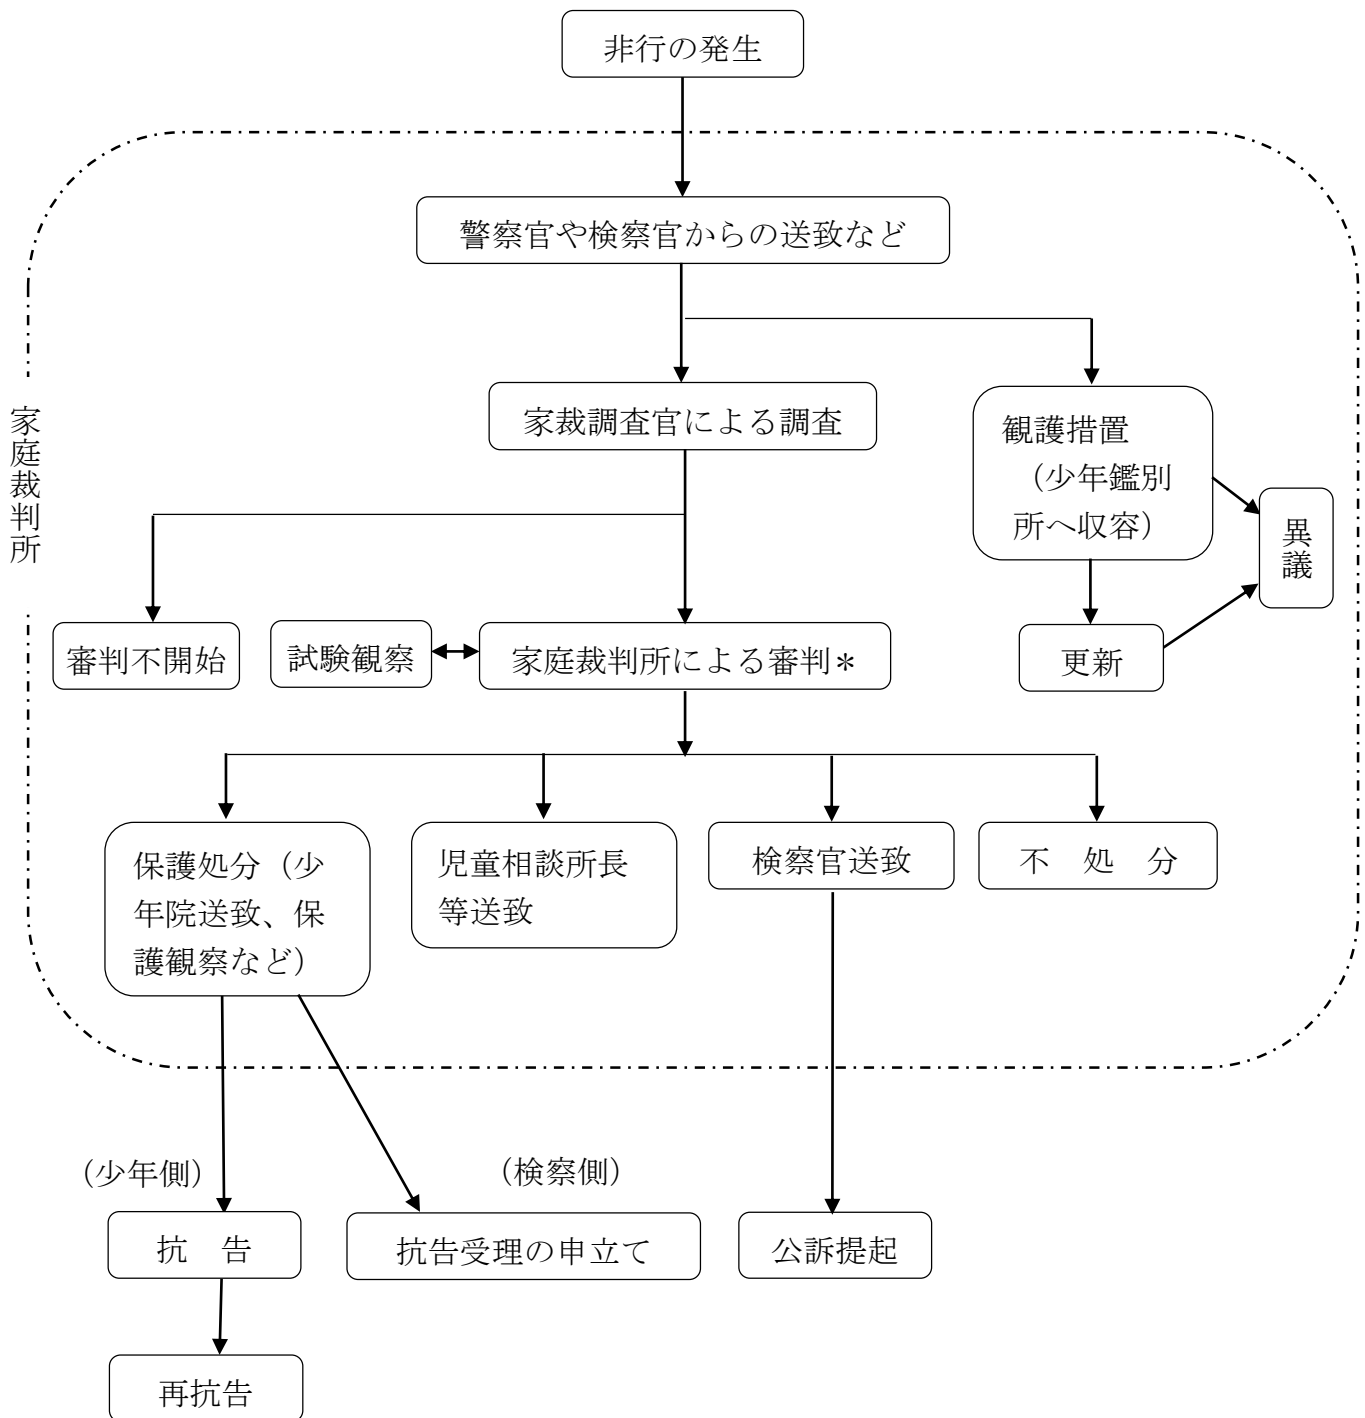 非行の発生
警察官や検察官からの送致など
家裁調査官による調査
観護措置
（少年鑑別
所へ収容）
家庭裁判所
異議
審判不開始
試験観察
家庭裁判所による審判＊
更新
保護処分（少
年院送致、保
護観察など）
児童相談所長
等送致
検察官送致
不　処　分
（少年側）
（検察側）
抗　告
抗告受理の申立て
公訴提起
再抗告